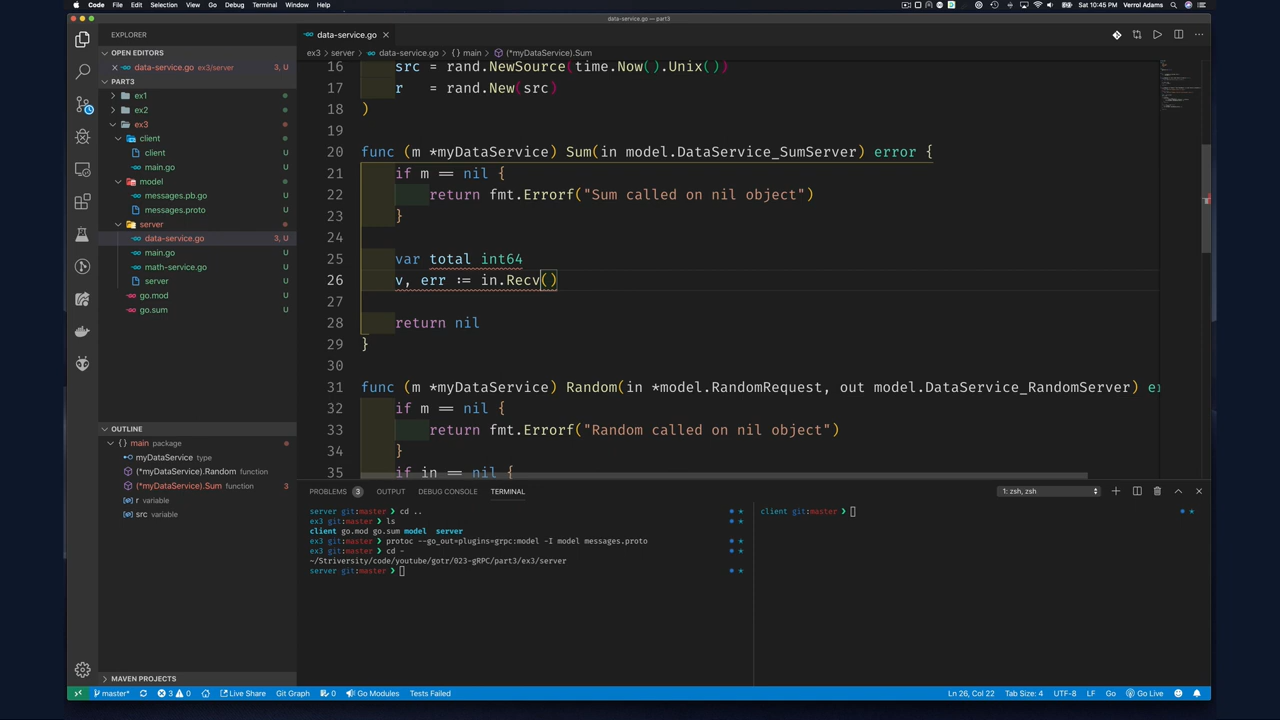 Code File Edit Selection View Go Debug Terminal Window Help Sat 10:45 PM Verrol Adams
data-service.go — part3
EXPLORER
data-service.go
OPEN EDITORS
data-service.go ex3/server 3, U
PART3
ex1
ex2
ex3
client
client U
main.go U
model
messages.pb.go U
messages.proto U
server
data-service.go 3, U
main.go U
math-service.go U
server U
go.mod U
go.sum U
OUTLINE
main package
myDataService type
(*myDataService).Random function
(*myDataService).Sum function 3
r variable
src variable
MAVEN PROJECTS
ex3 > server > data-service.go > {} main > (*myDataService).Sum
16 src = rand.NewSource(time.Now().Unix())
17 r = rand.New(src)
18 )
19
20 func (m *myDataService) Sum(in model.DataService_SumServer) error {
21 if m == nil {
22 return fmt.Errorf("Sum called on nil object")
23 }
24
25 var total int64
26 v, err := in.Recv()
27
28 return nil
29 }
30
31 func (m *myDataService) Random(in *model.RandomRequest, out model.DataService_RandomServer) er
32 if m == nil {
33 return fmt.Errorf("Random called on nil object")
34 }
35 if in == nil {
PROBLEMS 3 OUTPUT DEBUG CONSOLE TERMINAL 1: zsh, zsh
server git:master > cd ..
ex3 git:master > ls
client go.mod go.sum model server
ex3 git:master > protoc --go_out=plugins=grpc:model -I model messages.proto
ex3 git:master > cd -
~/Striversity/code/youtube/gotr/023-gRPC/part3/ex3/server
server git:master >
client git:master >
master* 3 0 Live Share Git Graph 0 Go Modules Tests Failed Ln 26, Col 22 Tab Size: 4 UTF-8 LF Go Go Live